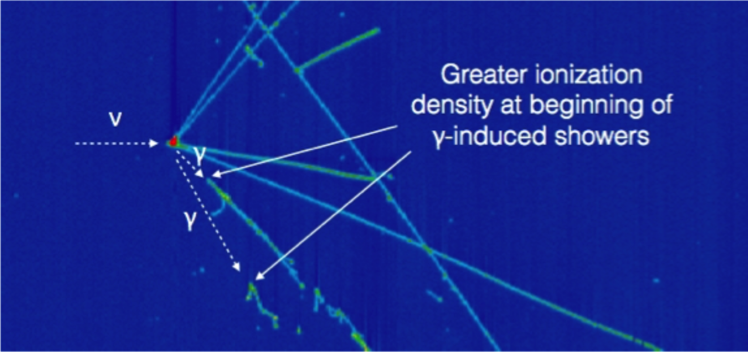 Greater ionization
density at beginning of
γ-induced showers
ν
γ
γ